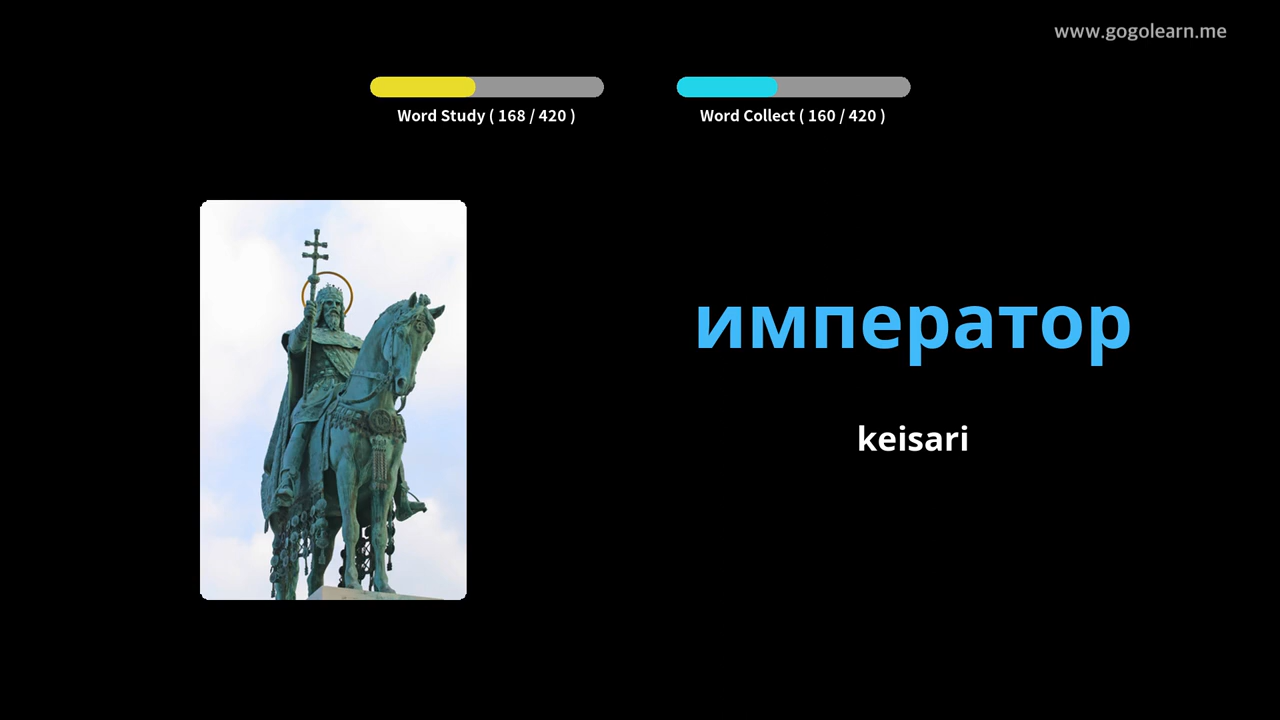 www.gogolearn.me
Word Study ( 168 / 420 )
Word Collect ( 160 / 420 )
император
keisari